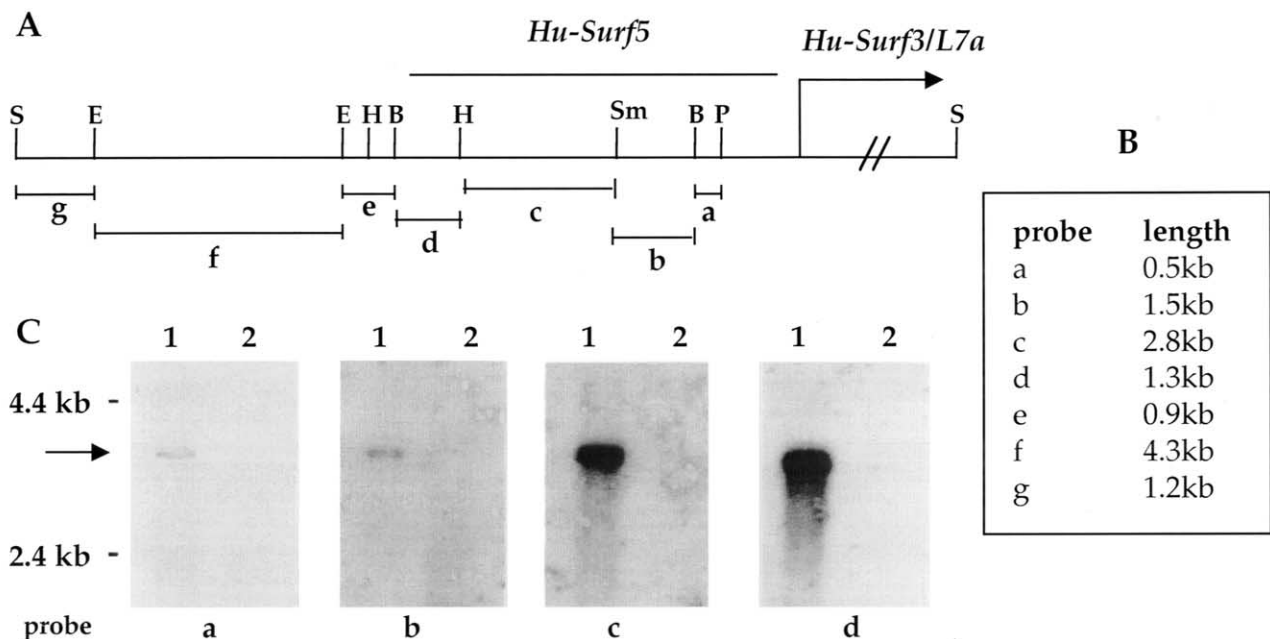 A
Hu-Surf5
Hu-Surf3/L7a
S E E H B H Sm B P S
g e c a
f d b
B
probe length
a 0.5kb
b 1.5kb
c 2.8kb
d 1.3kb
e 0.9kb
f 4.3kb
g 1.2kb
C 1 2 1 2 1 2 1 2
4.4 kb -
2.4 kb -
probe a b c d